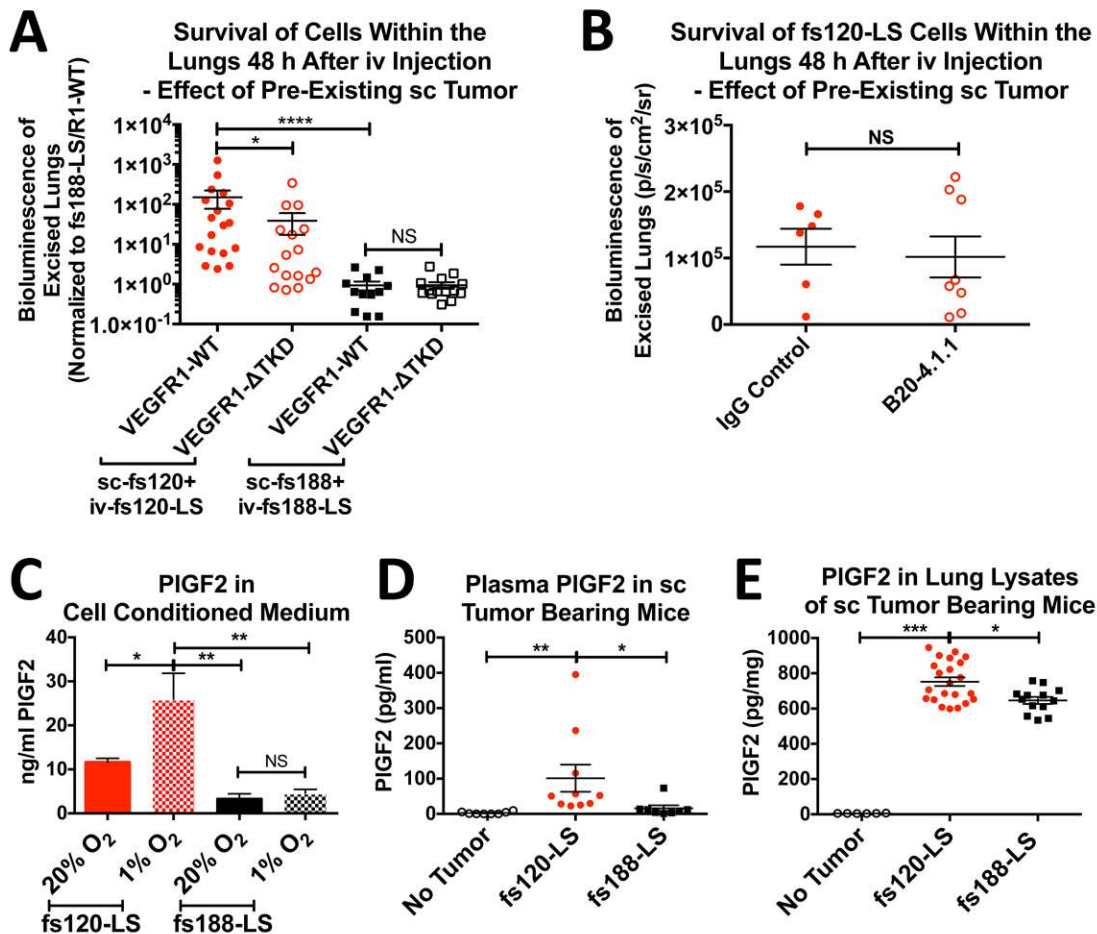 A
Survival of Cells Within the
Lungs 48 h After iv Injection
- Effect of Pre-Existing sc Tumor
Bioluminescence of
Excised Lungs
(Normalized to fs188-LS/R1-WT)
1×10⁴
1×10³
1×10²
1×10¹
1×10⁰
1.0×10⁻¹
****
*
NS
VEGFR1-WT
VEGFR1-ΔTKD
VEGFR1-WT
VEGFR1-ΔTKD
sc-fs120+
iv-fs120-LS
sc-fs188+
iv-fs188-LS
B
Survival of fs120-LS Cells Within the
Lungs 48 h After iv Injection
- Effect of Pre-Existing sc Tumor
Bioluminescence of
Excised Lungs (p/s/cm²/sr)
3×10⁵
2×10⁵
1×10⁵
0
NS
IgG Control
B20-4.1.1
C
PlGF2 in
Cell Conditioned Medium
ng/ml PlGF2
40
30
20
10
0
*
**
**
NS
20% O₂
1% O₂
20% O₂
1% O₂
fs120-LS
fs188-LS
D
Plasma PlGF2 in sc
Tumor Bearing Mice
PlGF2 (pg/ml)
500
400
300
200
100
0
**
*
No Tumor
fs120-LS
fs188-LS
E
PlGF2 in Lung Lysates
of sc Tumor Bearing Mice
PlGF2 (pg/mg)
1000
800
600
400
200
0
***
*
No Tumor
fs120-LS
fs188-LS